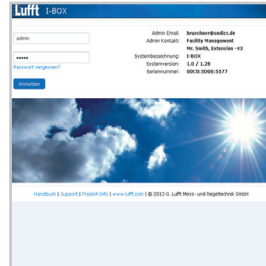 Lufft I-BOX
admin
•••••
Passwort vergessen?
Anmelden
Admin Email: bruechner@endics.de
Admin Kontakt: Facility Management
Mr. Smith, Extension -43
Systembezeichnung: I-BOX
Systemversion: 1.0 / 1.28
Seriennummer: 00C0:3D06:5577
Handbuch | Support | Projekt-Info | www.lufft.com | © 2013 G. Lufft Mess- und Regeltechnik GmbH